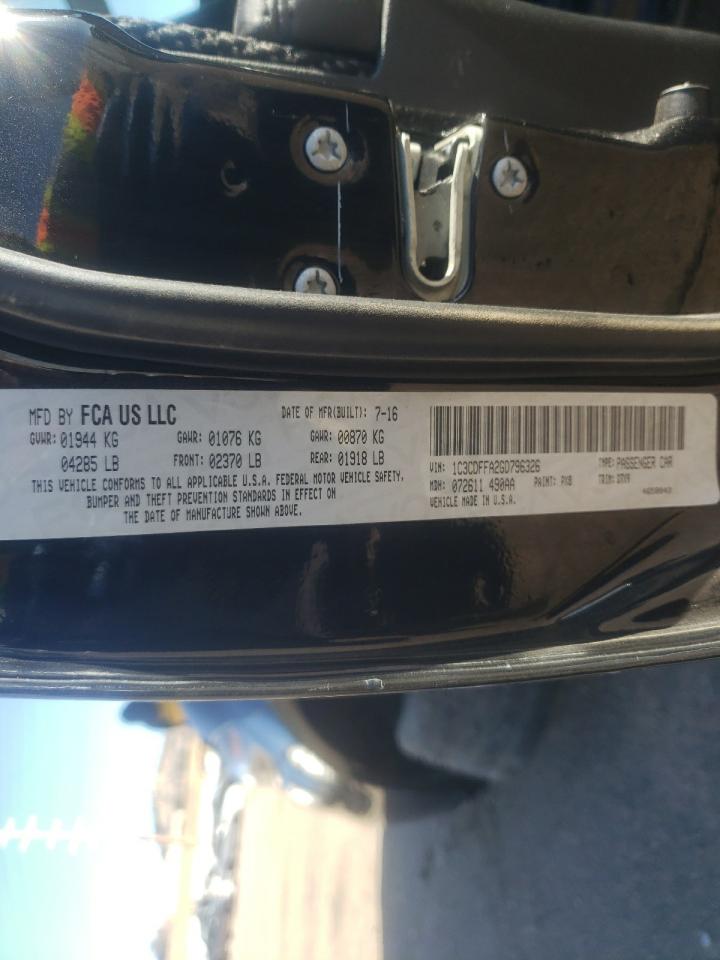 MFD BY FCA US LLC DATE OF MFR(BUILT): 7-16
GVWR: 01944 KG GAWR: 01076 KG GAWR: 00870 KG
04285 LB FRONT: 02370 LB REAR: 01918 LB
THIS VEHICLE CONFORMS TO ALL APPLICABLE U.S.A. FEDERAL MOTOR VEHICLE SAFETY,
BUMPER AND THEFT PREVENTION STANDARDS IN EFFECT ON
THE DATE OF MANUFACTURE SHOWN ABOVE.
VIN: 1C3CDFFA2GD796326 TYPE: PASSENGER CAR
MDH: 072611 490AA PAINT: PX8 TRIM:
VEHICLE MADE IN U.S.A.